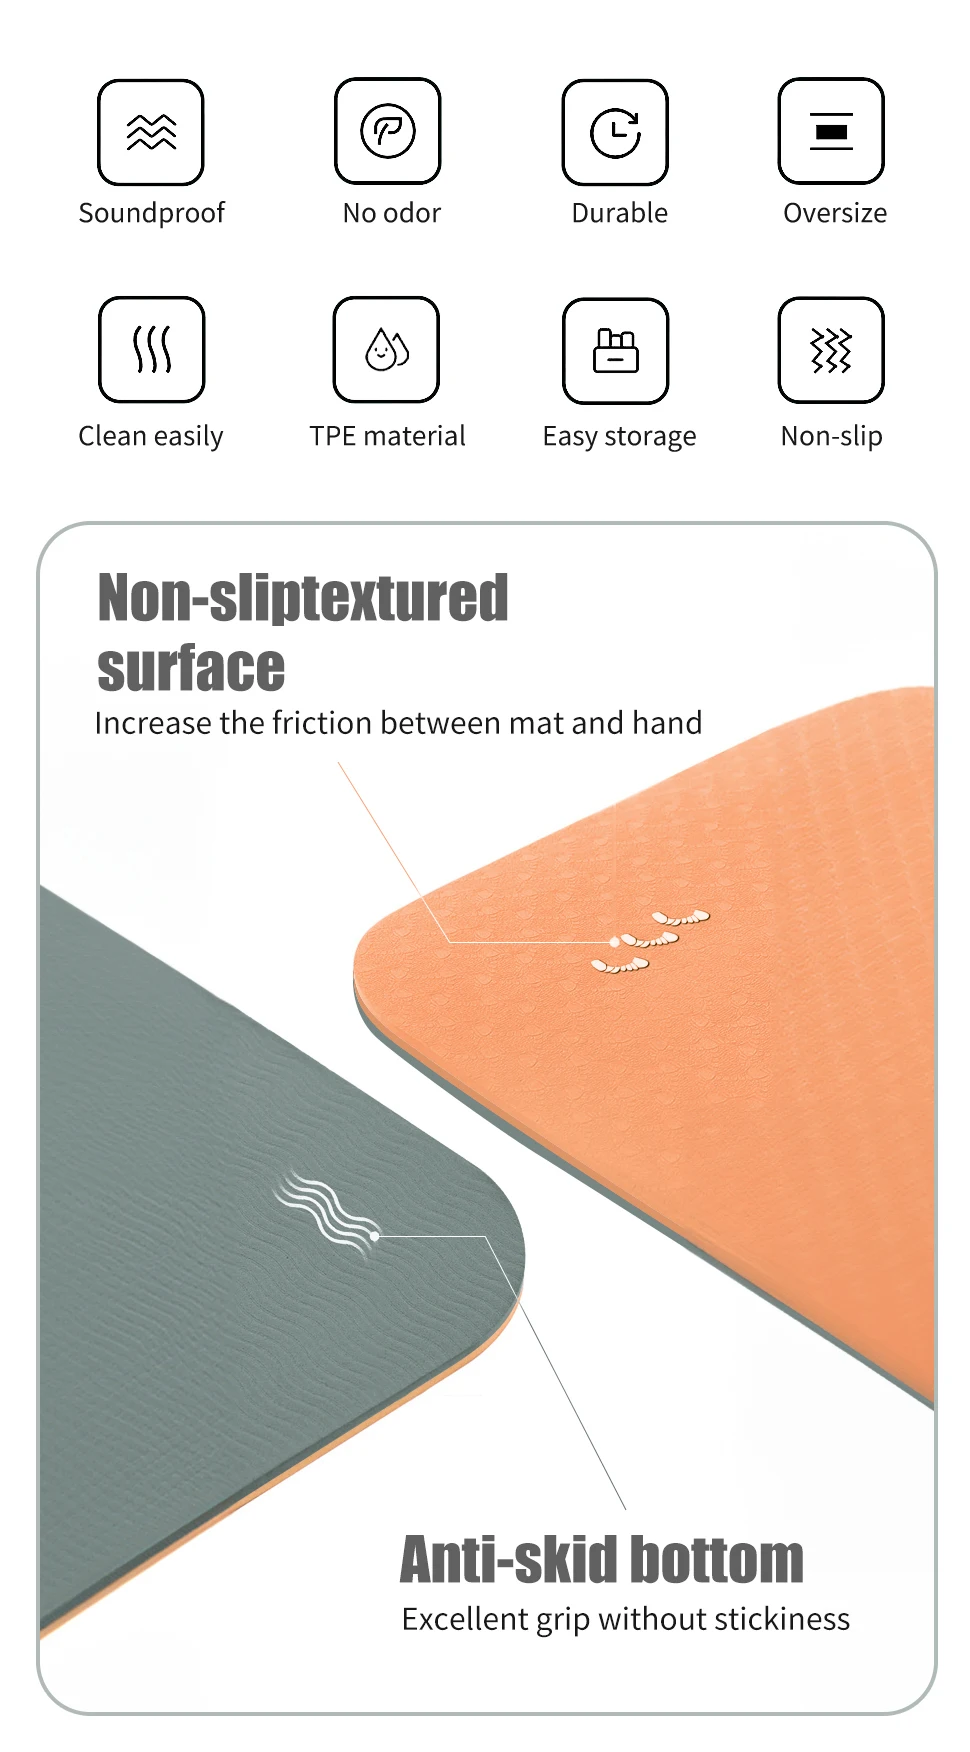 Soundproof
No odor
Durable
Oversize
Clean easily
TPE material
Easy storage
Non-slip
Non-sliptextured
surface
Increase the friction between mat and hand
Anti-skid bottom
Excellent grip without stickiness